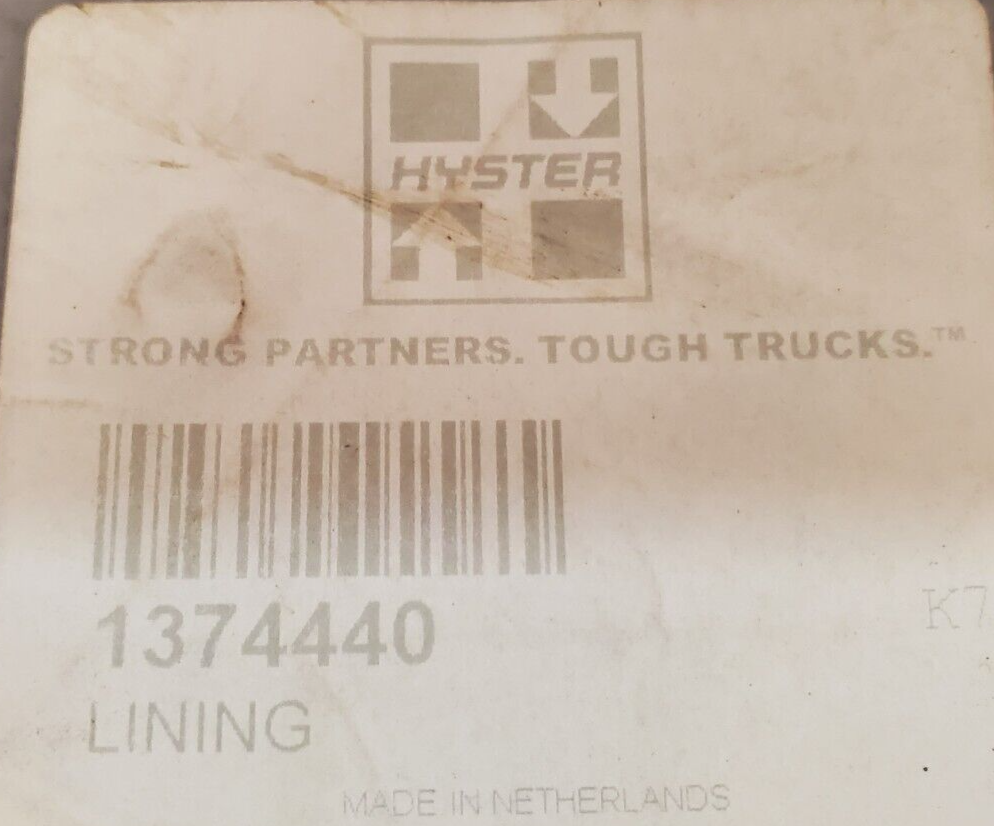 HYSTER
STRONG PARTNERS. TOUGH TRUCKS.™
1374440
K7
LINING
MADE IN NETHERLANDS